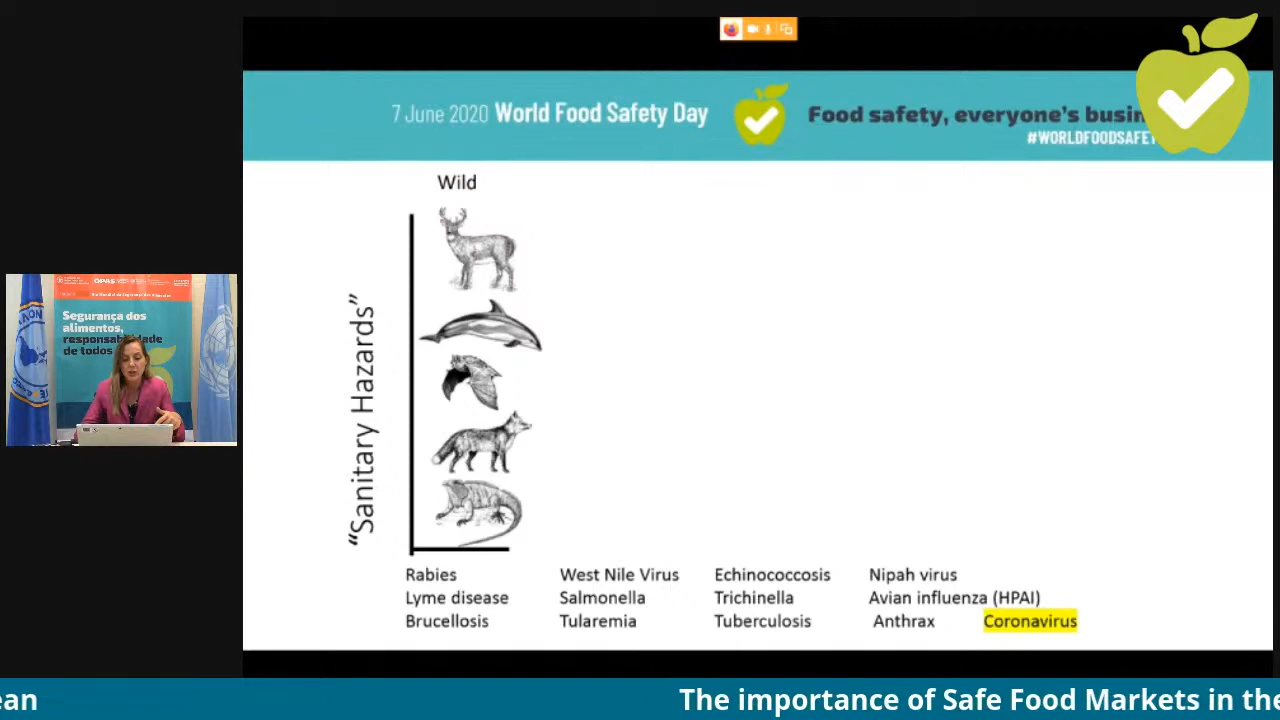 7 June 2020 World Food Safety Day
Food safety, everyone's busin
#WORLDFOODSAFET
Wild
"Sanitary Hazards"
OPAS
Segurança dos
alimentos,
de todos
Rabies West Nile Virus Echinococcosis Nipah virus
Lyme disease Salmonella Trichinella Avian influenza (HPAI)
Brucellosis Tularemia Tuberculosis Anthrax Coronavirus
ean The importance of Safe Food Markets in the